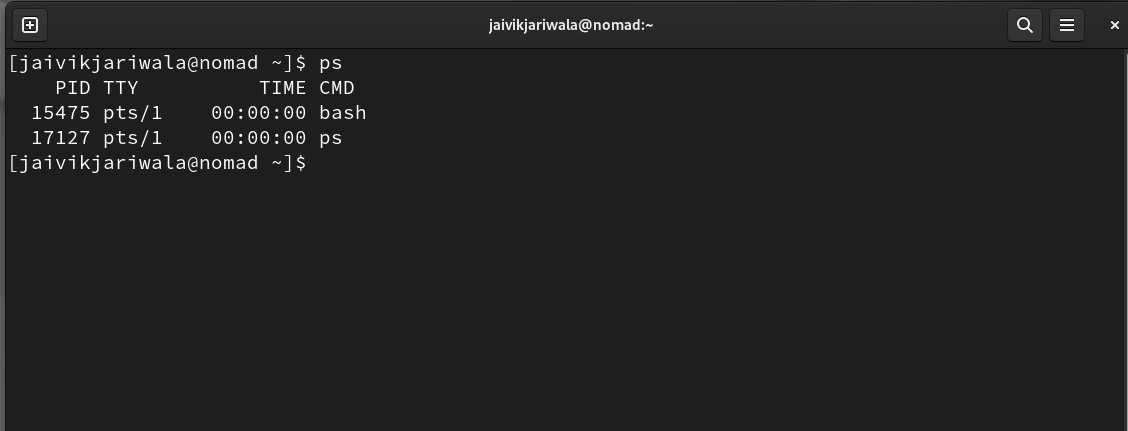 jaivikjariwala@nomad:~
[jaivikjariwala@nomad ~]$ ps
    PID TTY          TIME CMD
  15475 pts/1    00:00:00 bash
  17127 pts/1    00:00:00 ps
[jaivikjariwala@nomad ~]$